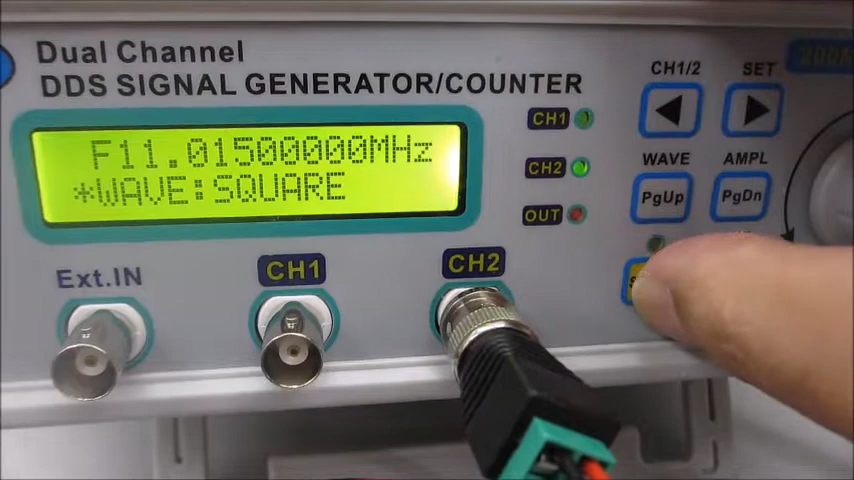 Dual Channel
DDS SIGNAL GENERATOR/COUNTER
F11.01500000MHz
*WAVE:SQUARE
CH1
CH2
OUT
CH1/2
SET
WAVE
AMPL
PgUp
PgDn
Ext.IN
CH1
CH2